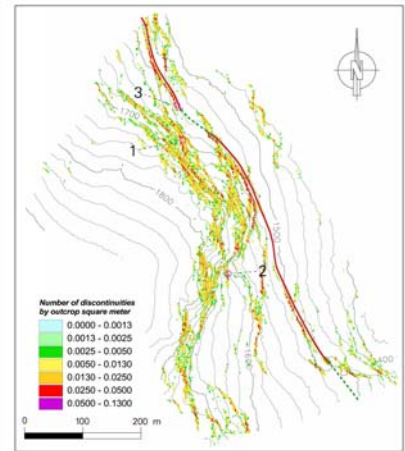 N
3
1700
1
1800
1500
2
1600
400
Number of discontinuities
by outcrop square meter
0.0000 - 0.0013
0.0013 - 0.0025
0.0025 - 0.0050
0.0050 - 0.0130
0.0130 - 0.0250
0.0250 - 0.0500
0.0500 - 0.1300
0 100 200 m